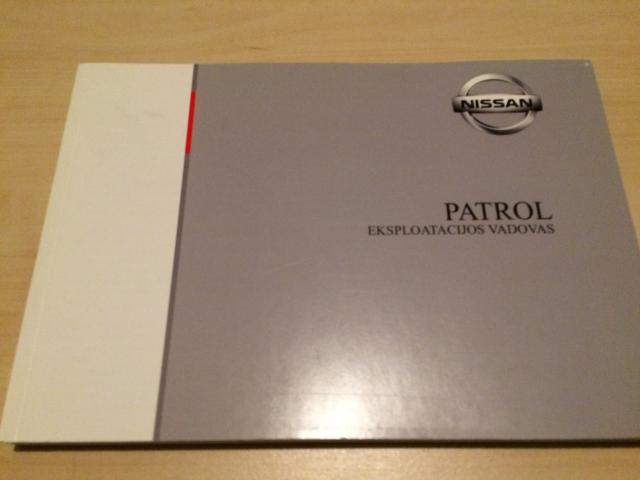 NISSAN
PATROL
EKSPLOATACIJOS VADOVAS